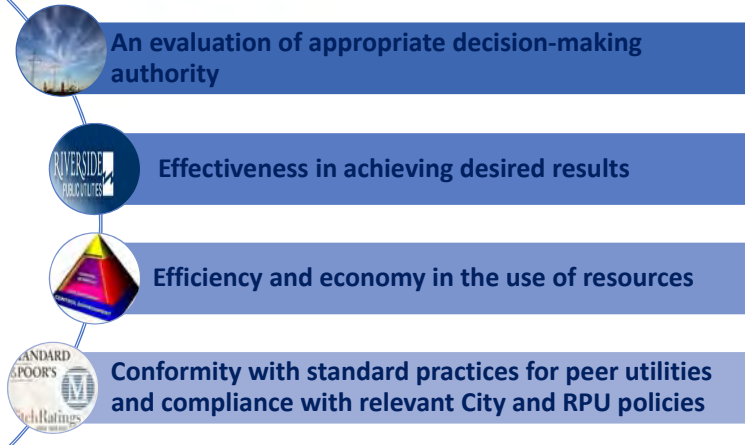 An evaluation of appropriate decision-making
authority
RIVERSIDE
PUBLIC UTILITIES
Effectiveness in achieving desired results
CONTROL ENVIRONMENT
Efficiency and economy in the use of resources
TANDARD
&POOR'S
M
tchRatings
Conformity with standard practices for peer utilities
and compliance with relevant City and RPU policies